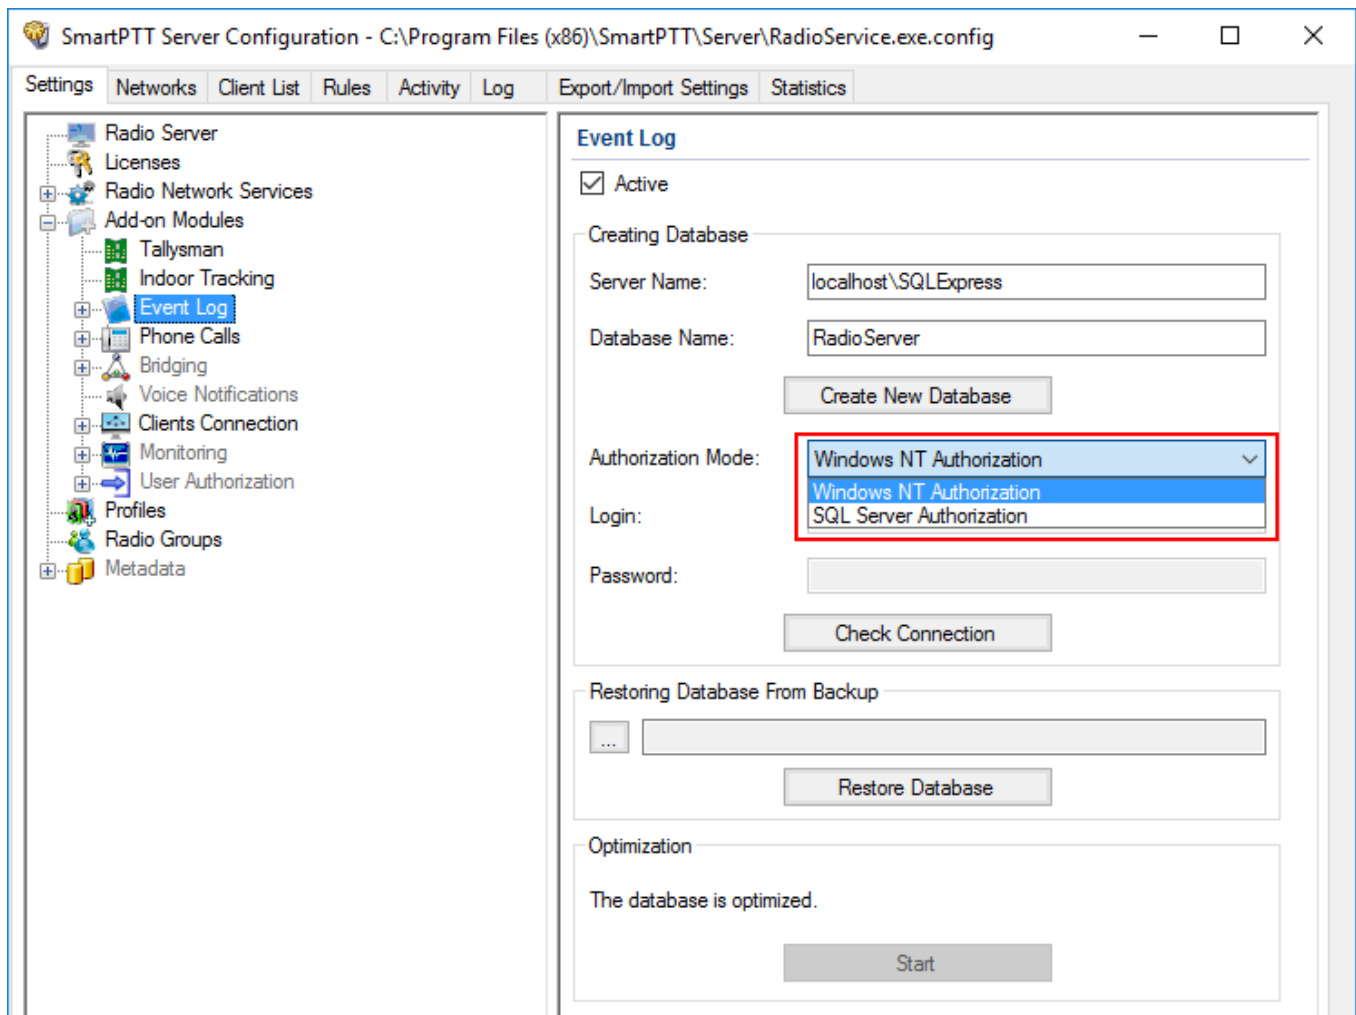 SmartPTT Server Configuration - C:\Program Files (x86)\SmartPTT\Server\RadioService.exe.config
Settings Networks Client List Rules Activity Log Export/Import Settings Statistics
Radio Server
Licenses
Radio Network Services
Add-on Modules
Tallysman
Indoor Tracking
Event Log
Phone Calls
Bridging
Voice Notifications
Clients Connection
Monitoring
User Authorization
Profiles
Radio Groups
Metadata
Event Log
Active
Creating Database
Server Name: localhost\SQLExpress
Database Name: RadioServer
Create New Database
Authorization Mode: Windows NT Authorization
Windows NT Authorization
SQL Server Authorization
Login:
Password:
Check Connection
Restoring Database From Backup
...
Restore Database
Optimization
The database is optimized.
Start